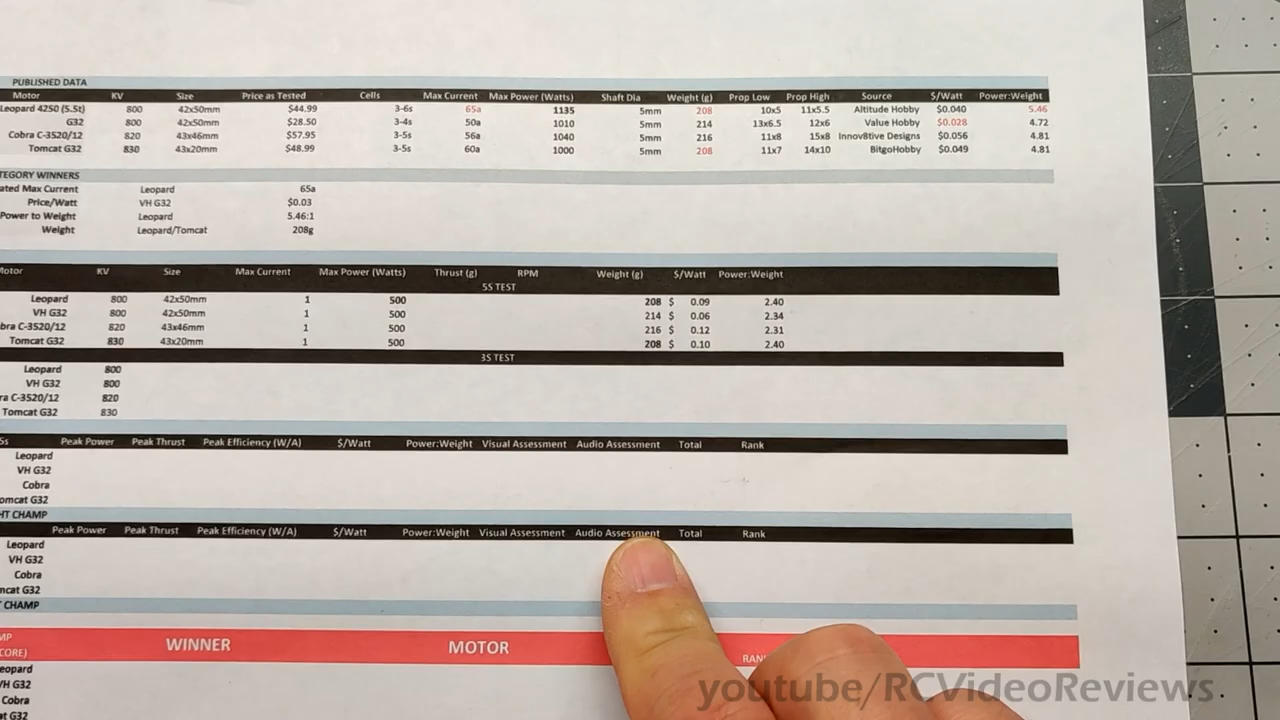 PUBLISHED DATA
Motor KV Size Price as Tested Cells Max Current Max Power (Watts) Shaft Dia Weight (g) Prop Low Prop High Source $/Watt Power:Weight
Leopard 4250 (5.5t) 800 42x50mm $44.99 3-6s 65a 1135 5mm 208 10x5 11x5.5 Altitude Hobby $0.040 5.46
G32 800 42x50mm $28.50 3-4s 50a 1010 5mm 214 13x6.5 12x6 Value Hobby $0.028 4.72
Cobra C-3520/12 820 43x46mm $57.95 3-5s 56a 1040 5mm 216 11x8 15x8 Innov8tive Designs $0.056 4.81
Tomcat G32 830 43x20mm $48.99 3-5s 60a 1000 5mm 208 11x7 14x10 BitgoHobby $0.049 4.81
TEGORY WINNERS
ated Max Current Leopard 65a
Price/Watt VH G32 $0.03
Power to Weight Leopard 5.46:1
Weight Leopard/Tomcat 208g
Motor KV Size Max Current Max Power (Watts) Thrust (g) RPM Weight (g) $/Watt Power:Weight
5S TEST
Leopard 800 42x50mm 1 500 208 $ 0.09 2.40
VH G32 800 42x50mm 1 500 214 $ 0.06 2.34
bra C-3520/12 820 43x46mm 1 500 216 $ 0.12 2.31
Tomcat G32 830 43x20mm 1 500 208 $ 0.10 2.40
3S TEST
Leopard 800
VH G32 800
ra C-3520/12 820
Tomcat G32 830
5s Peak Power Peak Thrust Peak Efficiency (W/A) $/Watt Power:Weight Visual Assessment Audio Assessment Total Rank
Leopard
VH G32
Cobra
omcat G32
HT CHAMP
Peak Power Peak Thrust Peak Efficiency (W/A) $/Watt Power:Weight Visual Assessment Audio Assessment Total Rank
Leopard
VH G32
Cobra
mcat G32
T CHAMP
MP WINNER MOTOR
CORE) RAN
eopard
VH G32
Cobra
at G32
youtube/RCVideoReviews